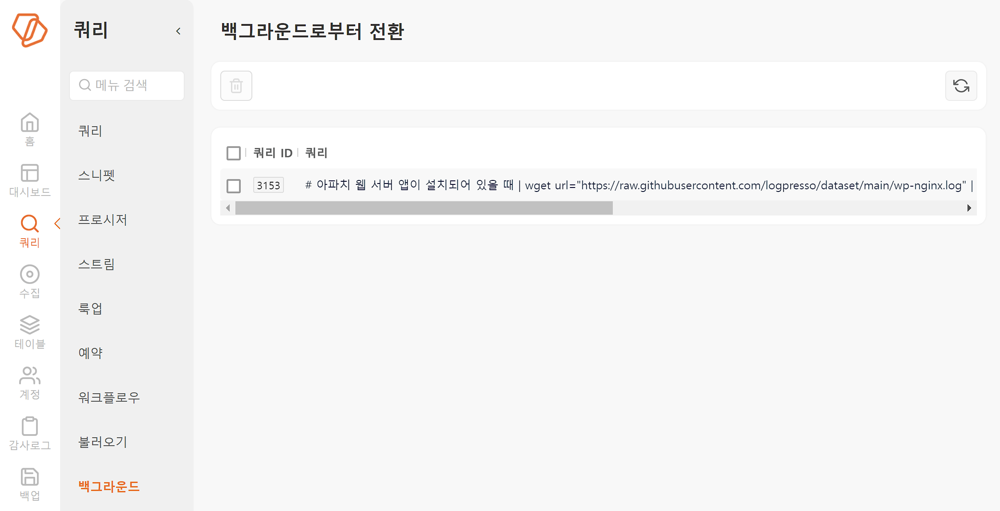 홈
대시보드
쿼리
수집
테이블
계정
감사로그
백업
쿼리
메뉴 검색
쿼리
스니펫
프로시저
스트림
룩업
예약
워크플로우
불러오기
백그라운드
백그라운드로부터 전환
쿼리 ID 쿼리
3153 # 아파치 웹 서버 앱이 설치되어 있을 때 | wget url="https://raw.githubusercontent.com/logpresso/dataset/main/wp-nginx.log" |